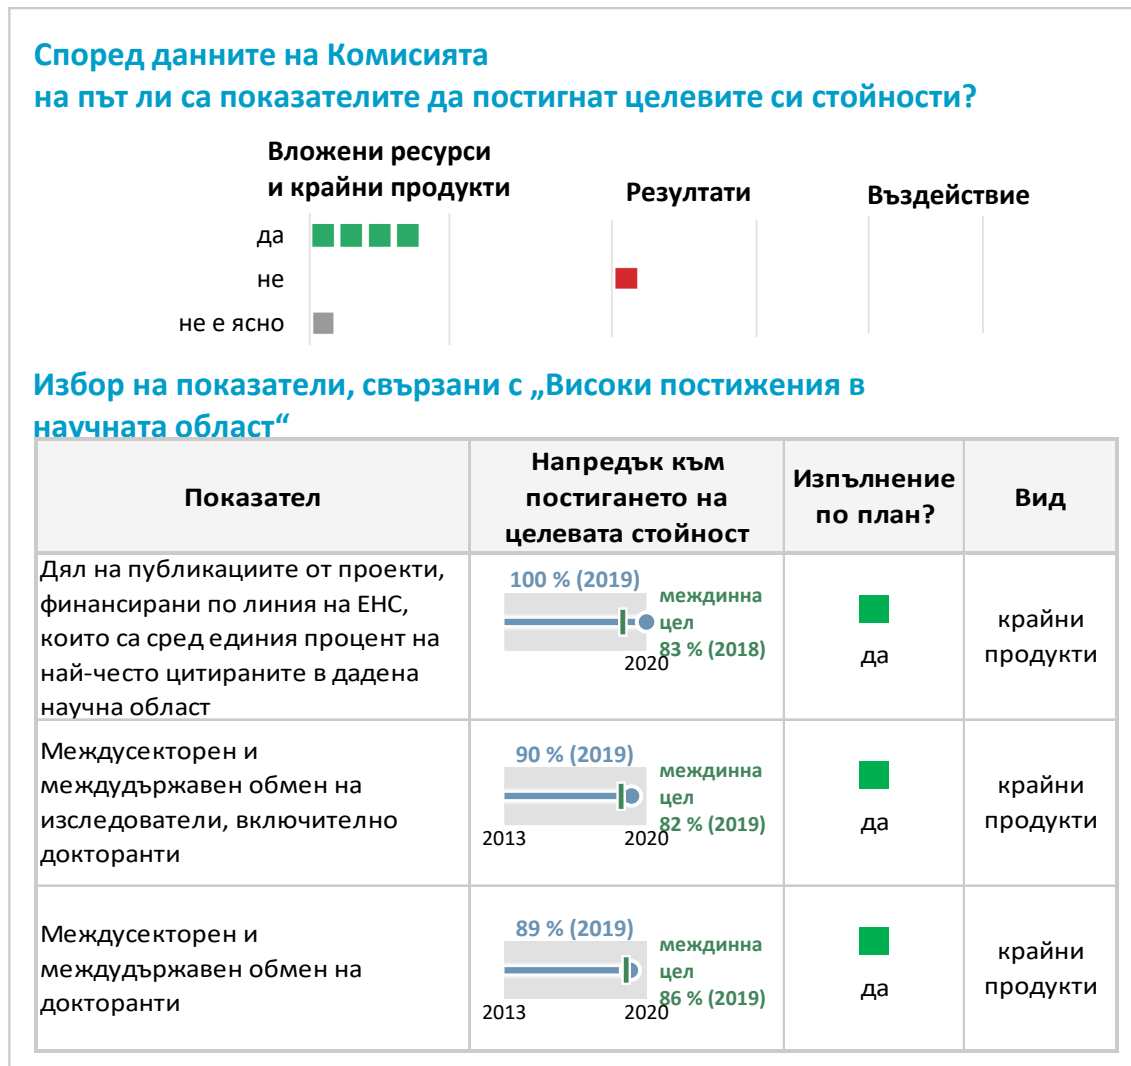 Според данните на Комисията
на път ли са показателите да постигнат целевите си стойности?
Вложени ресурси
и крайни продукти
Резултати
Въздействие
да
не
не е ясно
Избор на показатели, свързани с „Високи постижения в
научната област“
Показател
Напредък към
постигането на
целевата стойност
Изпълнение
по план?
Вид
Дял на публикациите от проекти,
финансирани по линия на ЕНС,
които са сред единия процент на
най-често цитираните в дадена
научна област
100 % (2019)
междинна
цел
83 % (2018)
2020
да
крайни
продукти
Междусекторен и
междудържавен обмен на
изследователи, включително
докторанти
90 % (2019)
междинна
цел
82 % (2019)
2013
2020
да
крайни
продукти
Междусекторен и
междудържавен обмен на
докторанти
89 % (2019)
междинна
цел
86 % (2019)
2013
2020
да
крайни
продукти